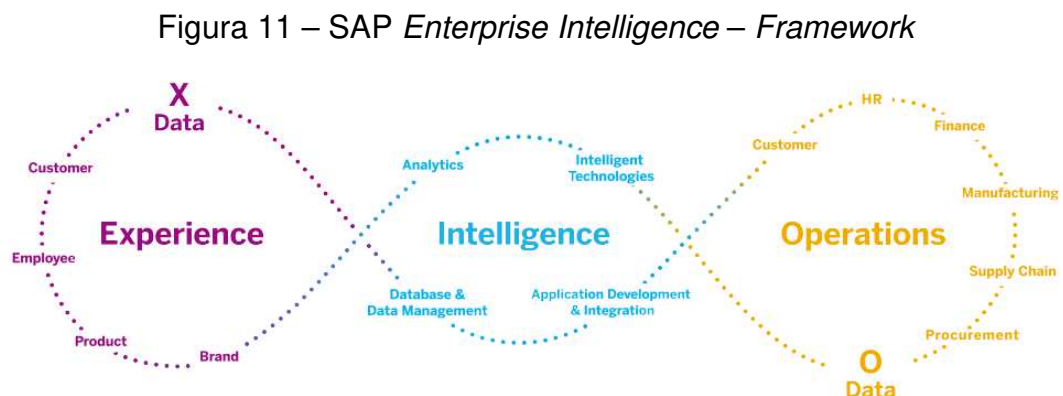 Figura 11 – SAP Enterprise Intelligence – Framework
X
Data
Customer
Experience
Employee
Product
Brand
Analytics
Intelligent
Technologies
Intelligence
Database &
Data Management
Application Development
& Integration
Customer
HR
Finance
Manufacturing
Operations
Supply Chain
Procurement
O
Data